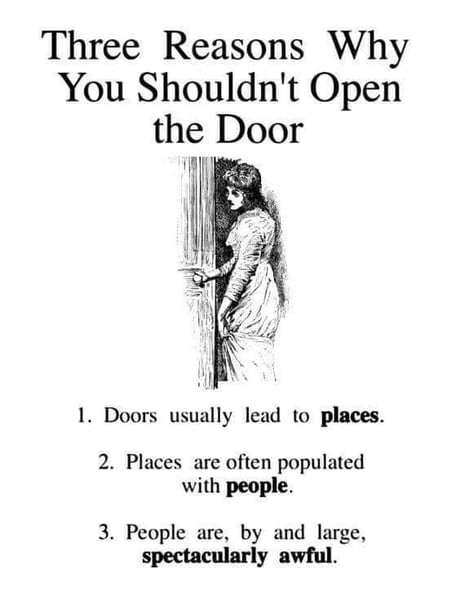 Three Reasons Why
You Shouldn't Open
the Door
1. Doors usually lead to places.
2. Places are often populated
with people.
3. People are, by and large,
spectacularly awful.